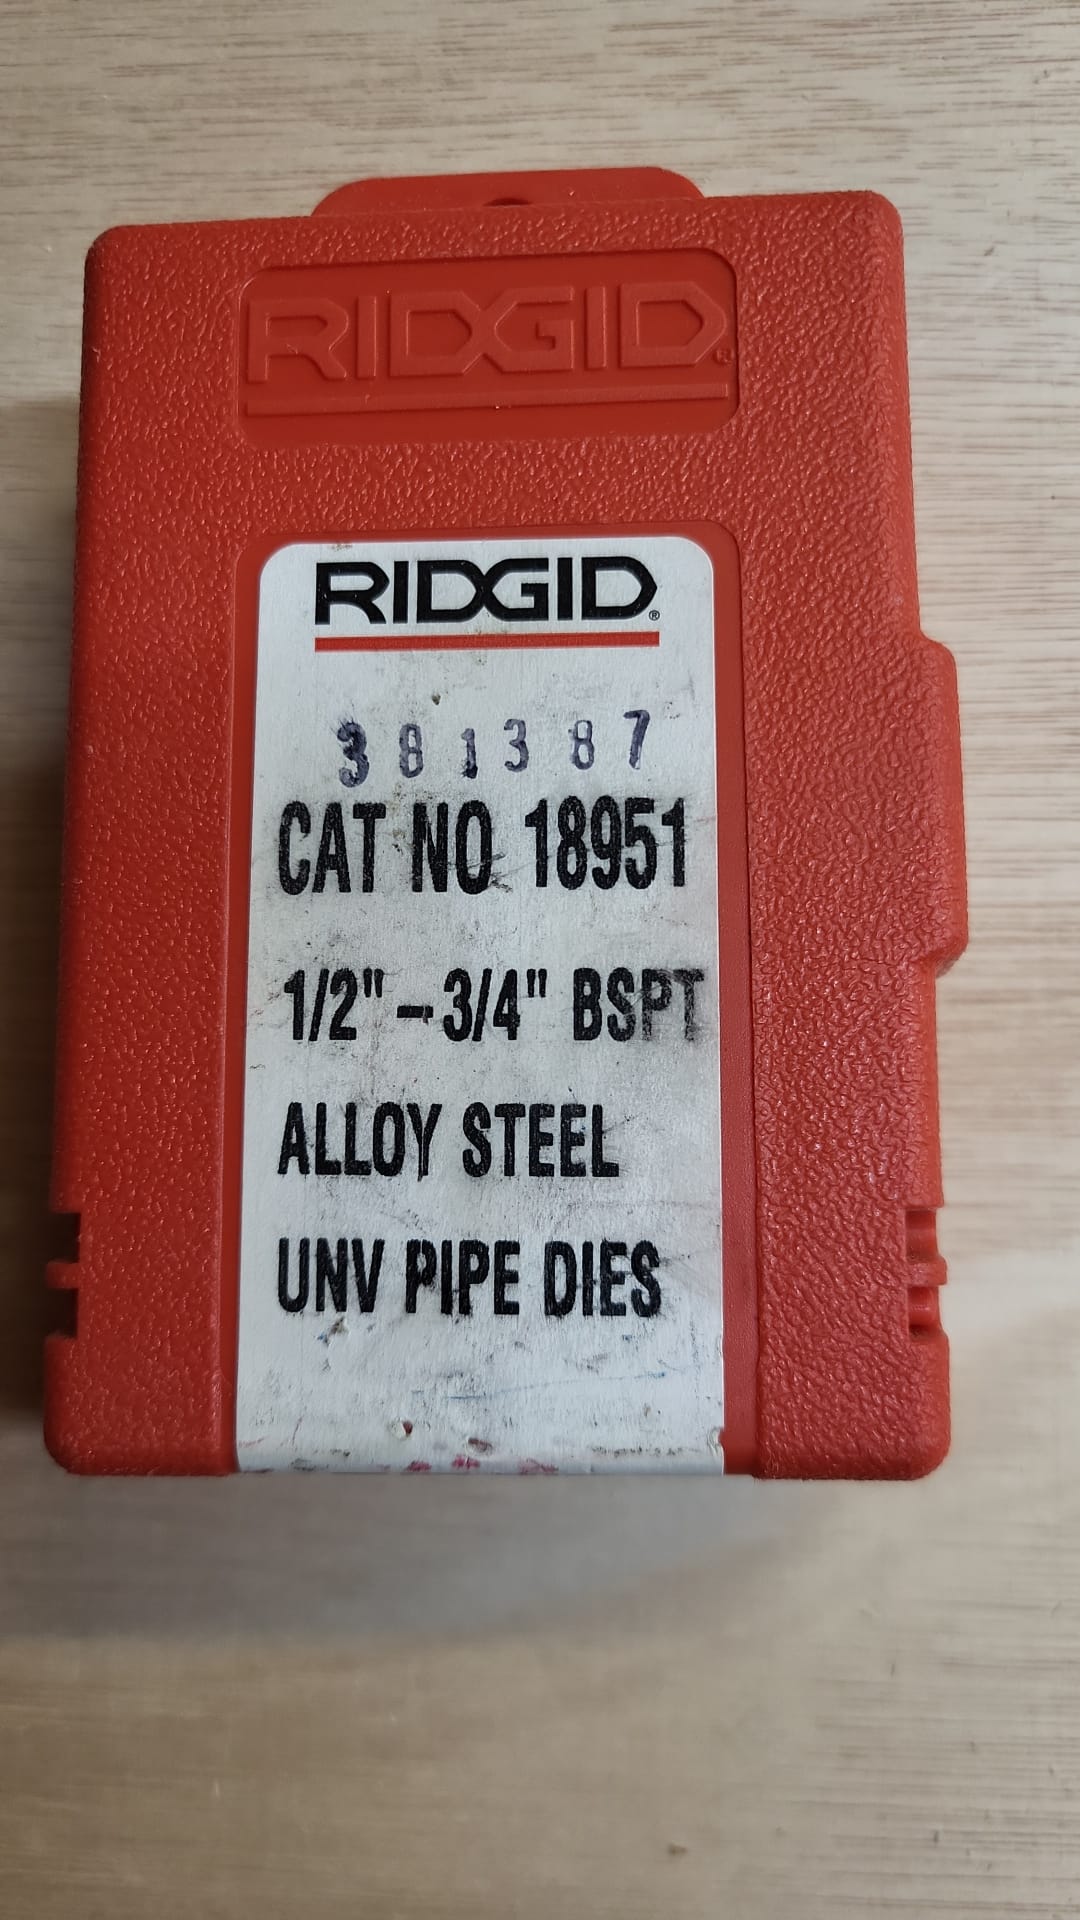 RIDGID®
RIDGID®
381387
CAT NO 18951
1/2" - 3/4" BSPT
ALLOY STEEL
UNV PIPE DIES